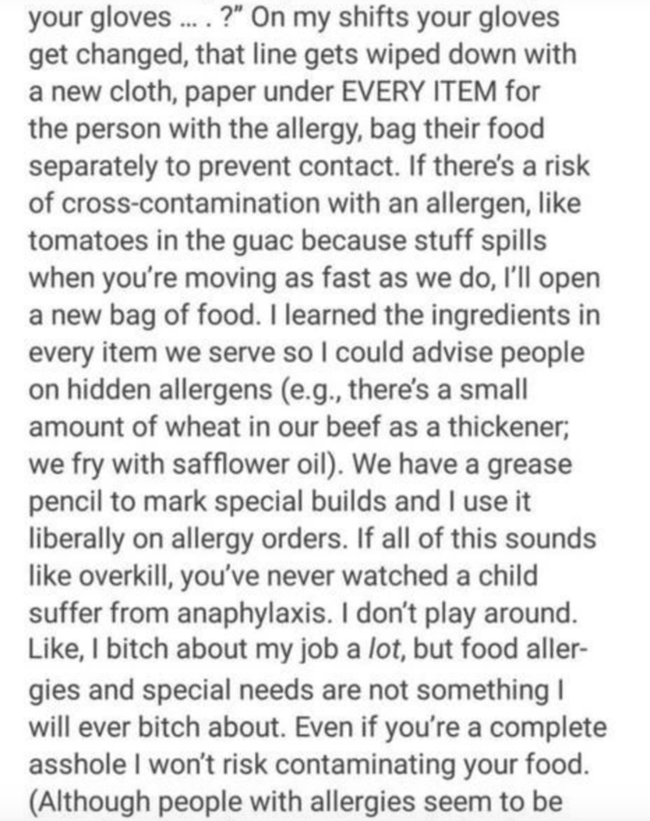 your gloves ... . ?” On my shifts your gloves
get changed, that line gets wiped down with
a new cloth, paper under EVERY ITEM for
the person with the allergy, bag their food
separately to prevent contact. If there’s a risk
of cross-contamination with an allergen, like
tomatoes in the guac because stuff spills
when you’re moving as fast as we do, I’ll open
a new bag of food. I learned the ingredients in
every item we serve so I could advise people
on hidden allergens (e.g., there’s a small
amount of wheat in our beef as a thickener;
we fry with safflower oil). We have a grease
pencil to mark special builds and I use it
liberally on allergy orders. If all of this sounds
like overkill, you’ve never watched a child
suffer from anaphylaxis. I don’t play around.
Like, I bitch about my job a lot, but food aller-
gies and special needs are not something I
will ever bitch about. Even if you’re a complete
asshole I won’t risk contaminating your food.
(Although people with allergies seem to be